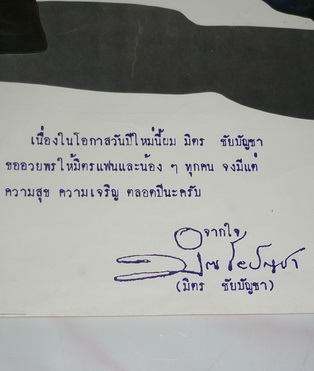 เนื่องในโอกาสวันปีใหม่นี้ผม มิตร ชัยบัญชา
ขออวยพรให้มิตรแฟนและน้อง ๆ ทุกคน จงมีแต่
ความสุข ความเจริญ ตลอดปีนะครับ
จากใจ
มิตร ชัยบัญชา
(มิตร ชัยบัญชา)